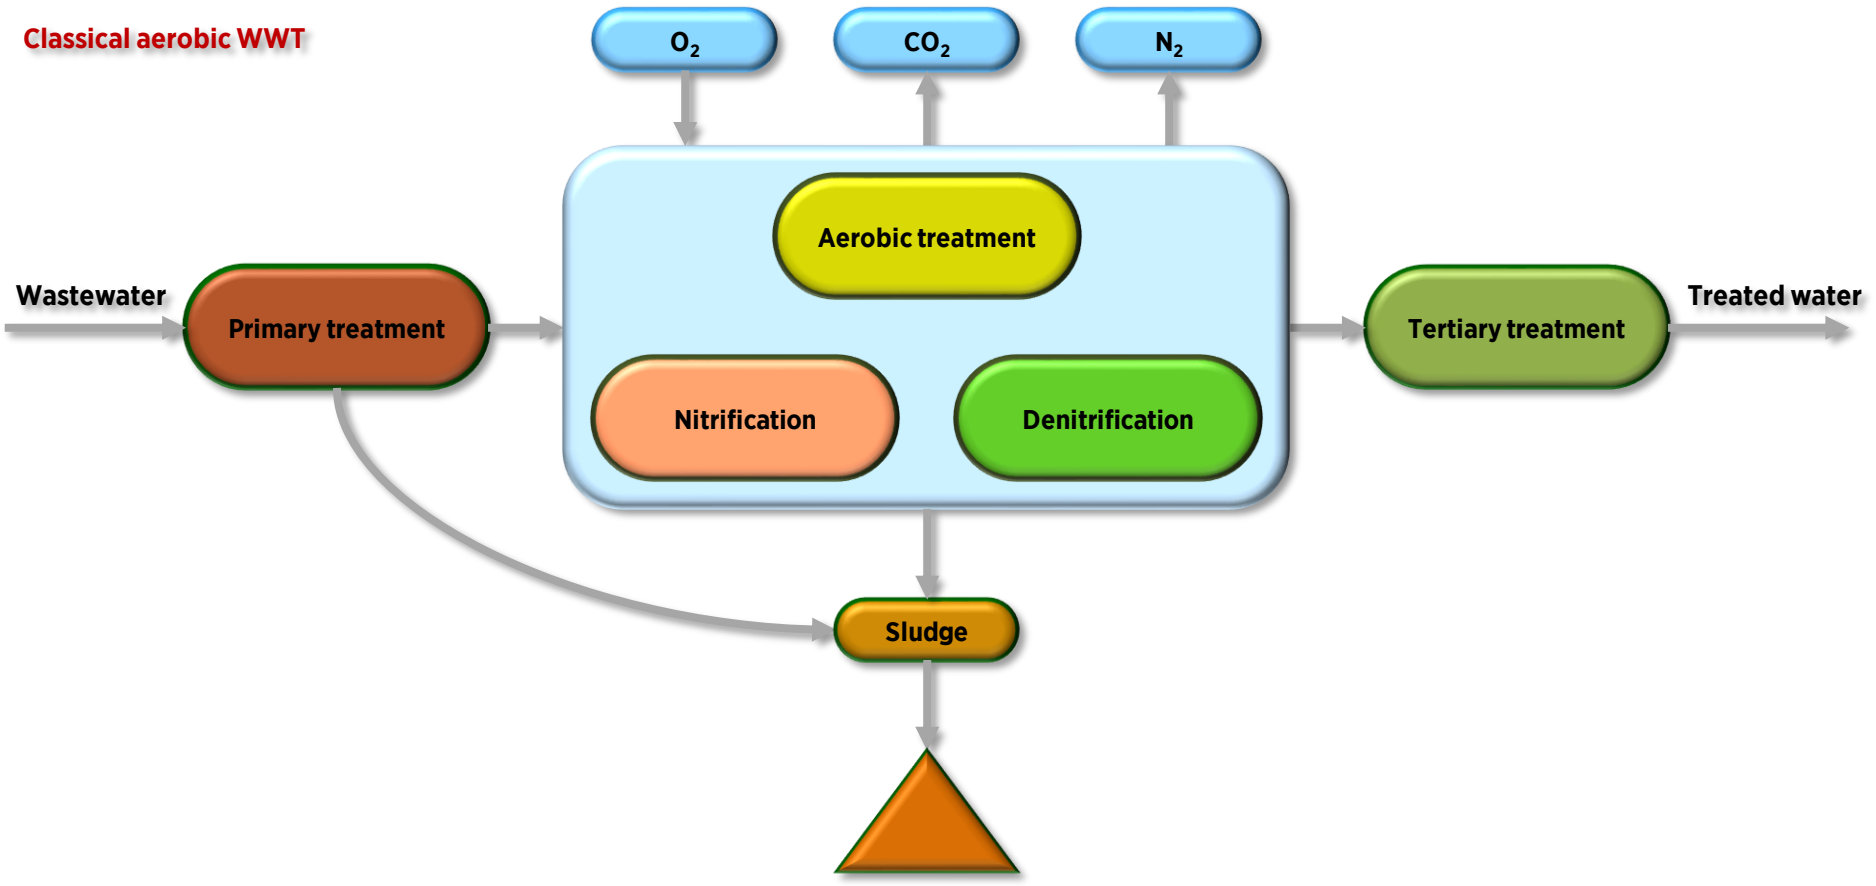 Classical aerobic WWT
O₂
CO₂
N₂
Aerobic treatment
Wastewater
Primary treatment
Tertiary treatment
Treated water
Nitrification
Denitrification
Sludge